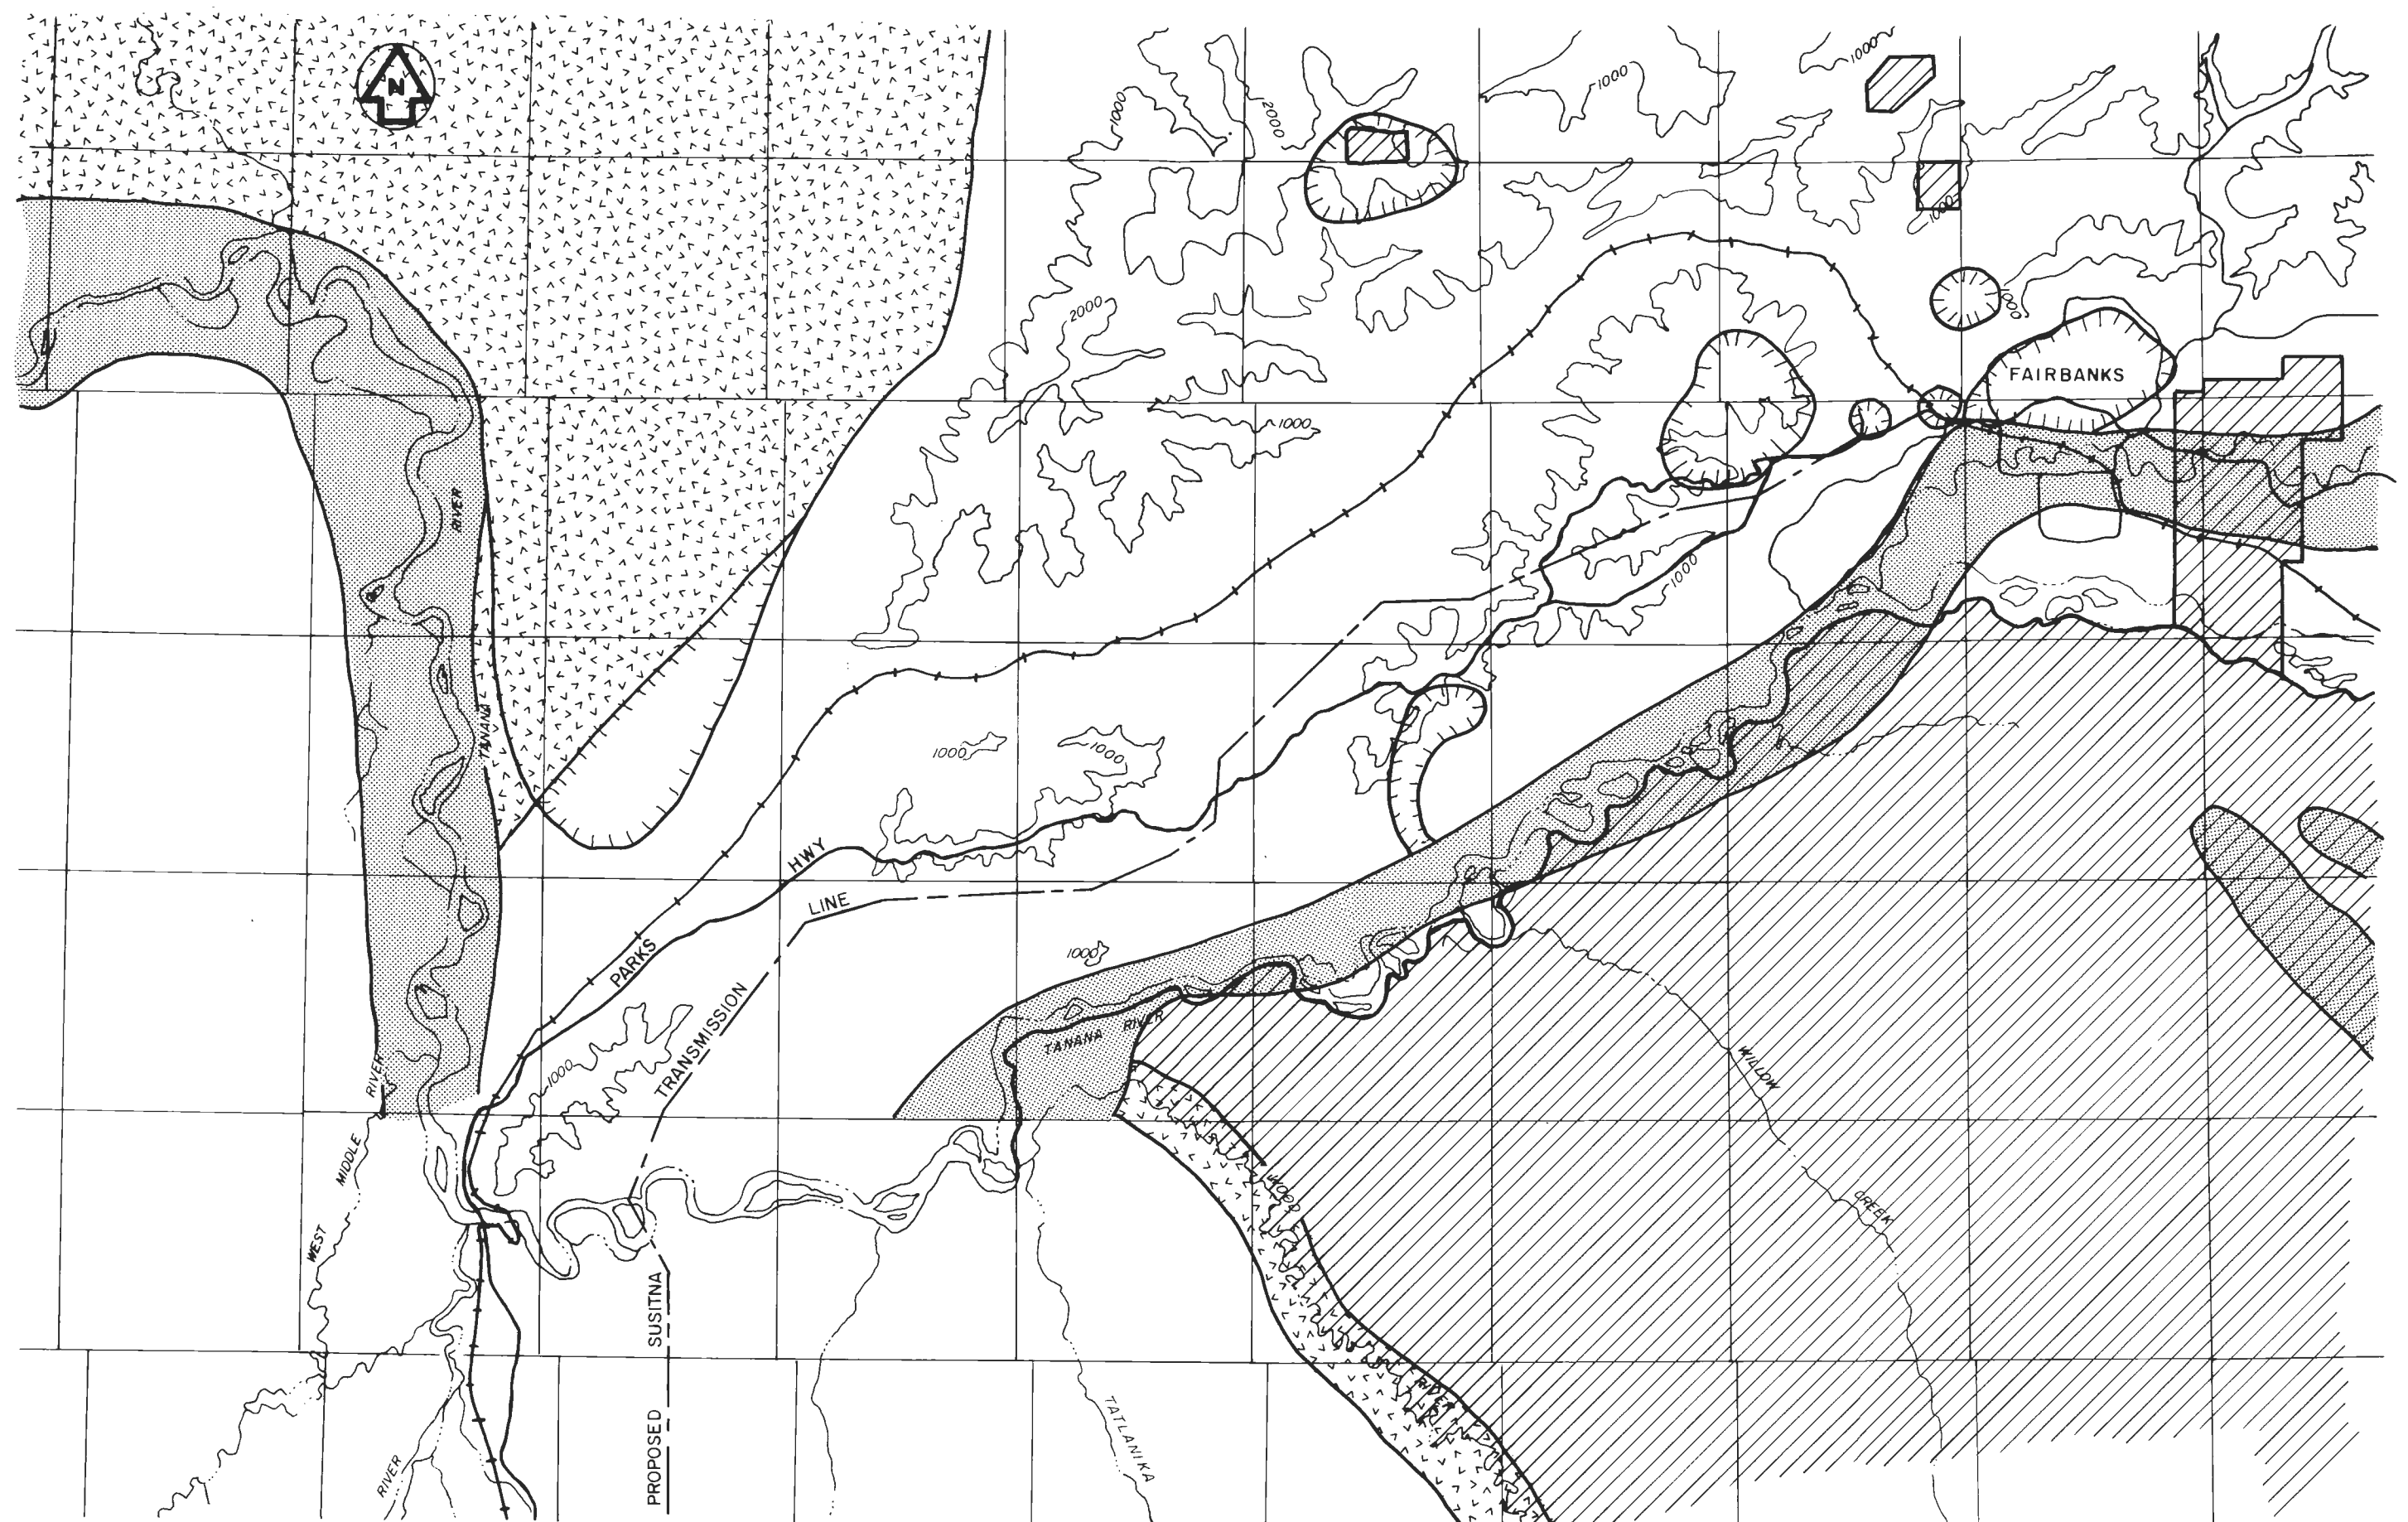 N
1000
1000
1000
2000
1000
2000
1000
FAIRBANKS
1000
RIVER
1000
TANANA
1000
1000
HWY
LINE
PARKS
1000
TRANSMISSION
RIVER
TANANA
RIVER
1000
WILLOW
MIDDLE
WOOD
CREEK
WEST
PROPOSED SUSITNA
RIVER
TATLANIKA
RIVER